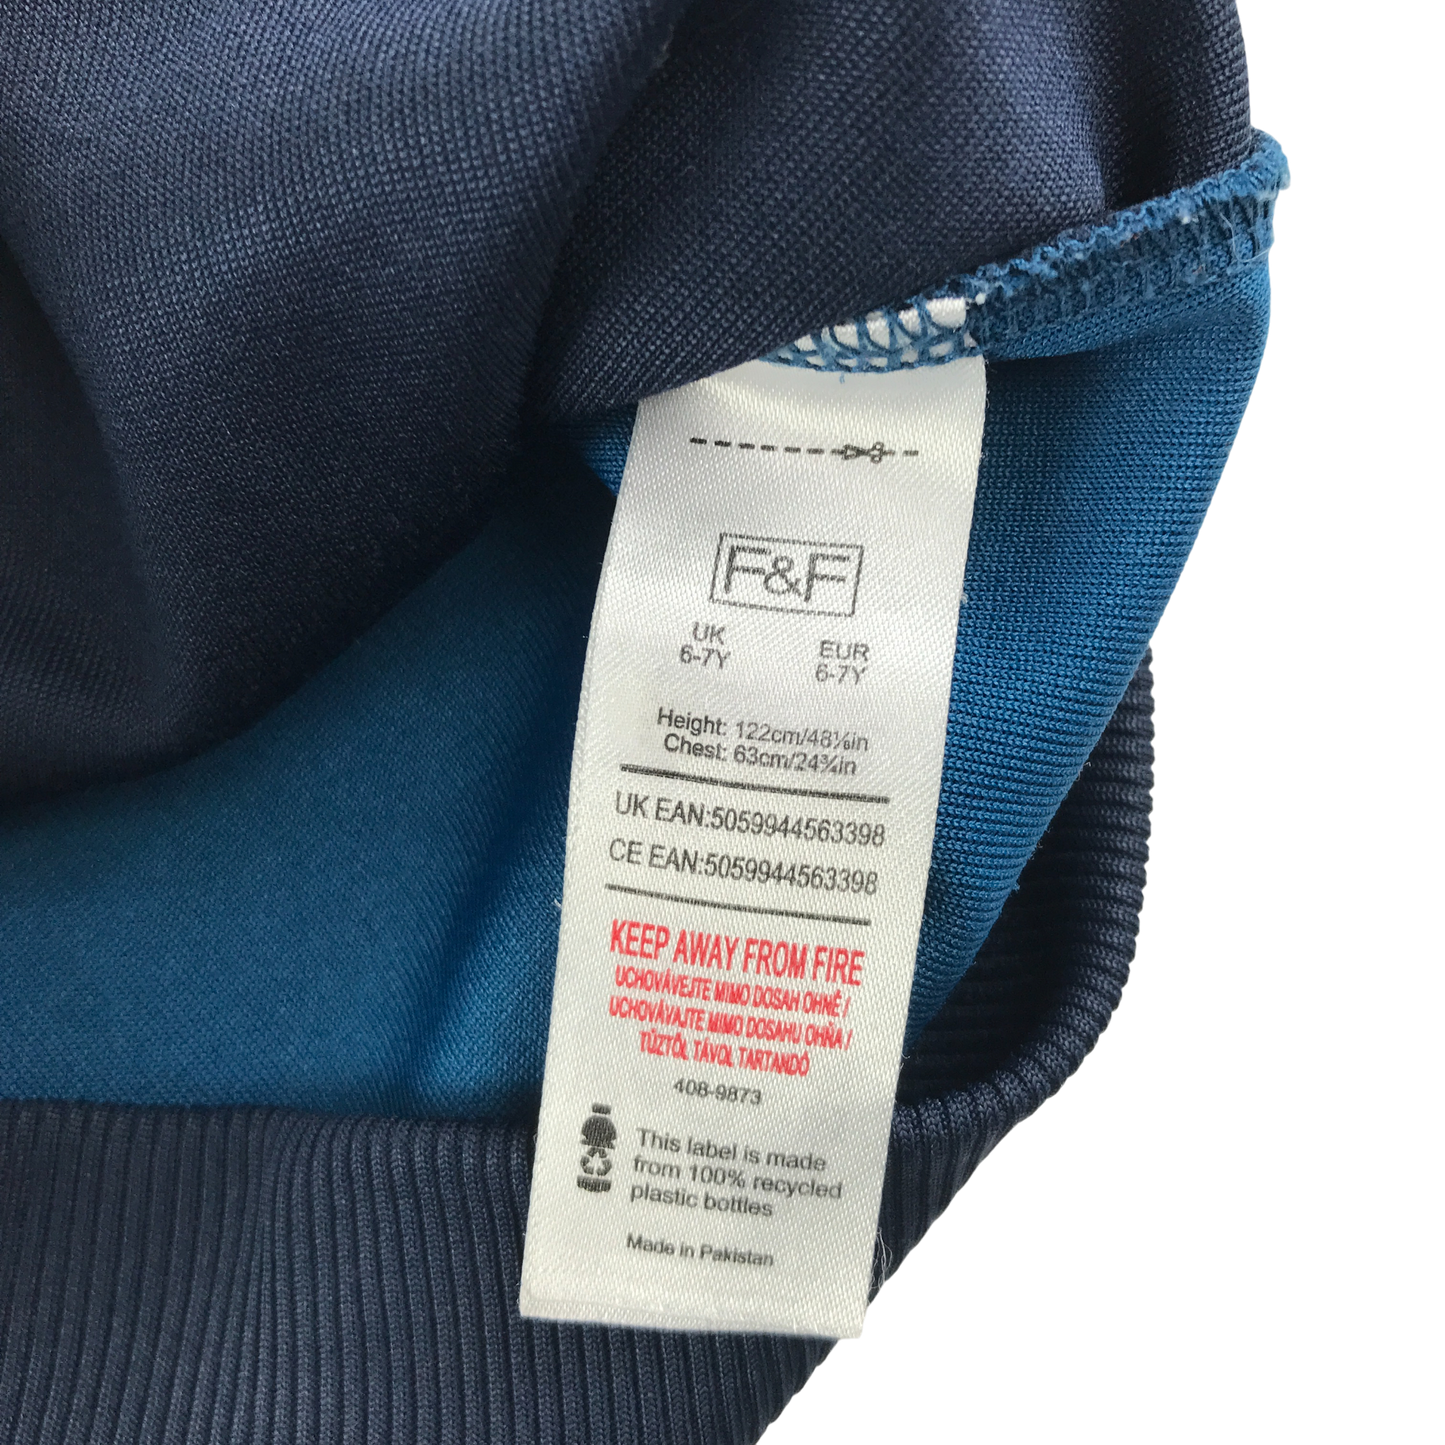 F&F
UK
6-7Y
EUR
6-7Y
Height: 122cm/48⅛in
Chest: 63cm/24¾in
UK EAN:5059944563398
CE EAN:5059944563398
KEEP AWAY FROM FIRE
UCHOVÁVEJTE MIMO DOSAH OHNĚ /
UCHOVÁVAJTE MIMO DOSAHU OHŇA /
TŰZTŐL TÁVOL TARTANDÓ
408-9873
This label is made
from 100% recycled
plastic bottles
Made in Pakistan